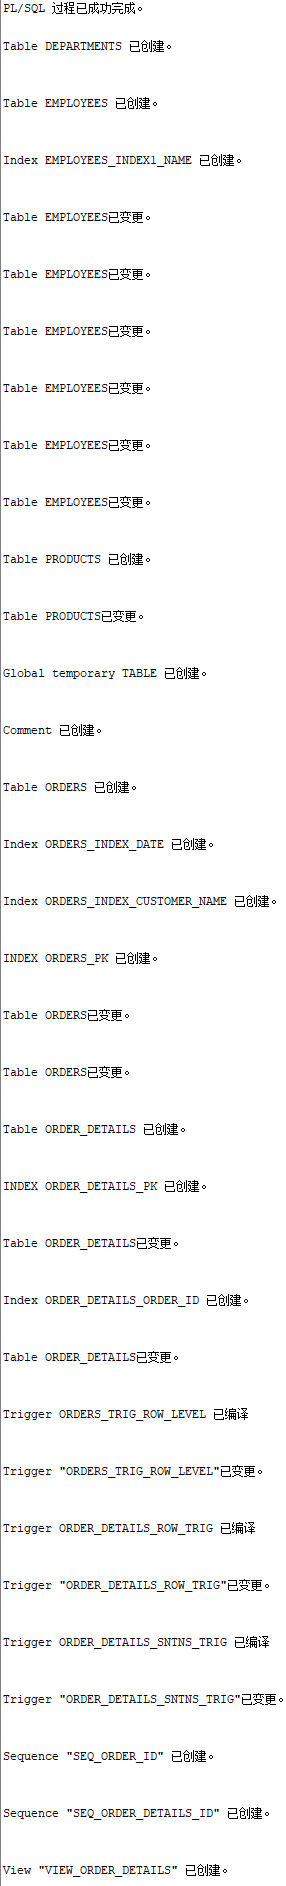 PL/SQL 过程已成功完成。
Table DEPARTMENTS 已创建。
Table EMPLOYEES 已创建。
Index EMPLOYEES_INDEX1_NAME 已创建。
Table EMPLOYEES已变更。
Table EMPLOYEES已变更。
Table EMPLOYEES已变更。
Table EMPLOYEES已变更。
Table EMPLOYEES已变更。
Table EMPLOYEES已变更。
Table PRODUCTS 已创建。
Table PRODUCTS已变更。
Global temporary TABLE 已创建。
Comment 已创建。
Table ORDERS 已创建。
Index ORDERS_INDEX_DATE 已创建。
Index ORDERS_INDEX_CUSTOMER_NAME 已创建。
INDEX ORDERS_PK 已创建。
Table ORDERS已变更。
Table ORDERS已变更。
Table ORDER_DETAILS 已创建。
INDEX ORDER_DETAILS_PK 已创建。
Table ORDER_DETAILS已变更。
Index ORDER_DETAILS_ORDER_ID 已创建。
Table ORDER_DETAILS已变更。
Trigger ORDERS_TRIG_ROW_LEVEL 已编译
Trigger "ORDERS_TRIG_ROW_LEVEL"已变更。
Trigger ORDER_DETAILS_ROW_TRIG 已编译
Trigger "ORDER_DETAILS_ROW_TRIG"已变更。
Trigger ORDER_DETAILS_SNTNS_TRIG 已编译
Trigger "ORDER_DETAILS_SNTNS_TRIG"已变更。
Sequence "SEQ_ORDER_ID" 已创建。
Sequence "SEQ_ORDER_DETAILS_ID" 已创建。
View "VIEW_ORDER_DETAILS" 已创建。